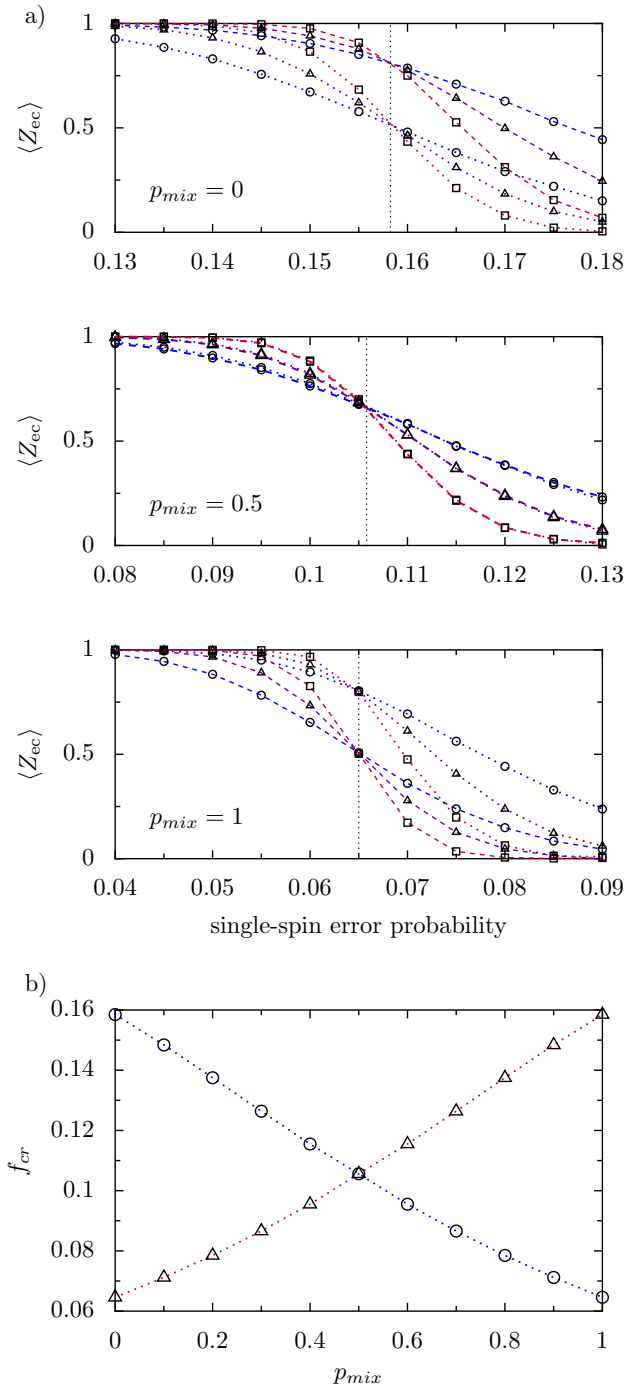 a)
1
0.5
0
⟨Z_ec⟩
p_mix = 0
0.13 0.14 0.15 0.16 0.17 0.18
1
0.5
0
⟨Z_ec⟩
p_mix = 0.5
0.08 0.09 0.1 0.11 0.12 0.13
1
0.5
0
⟨Z_ec⟩
p_mix = 1
0.04 0.05 0.06 0.07 0.08 0.09
single-spin error probability
b)
0.16
0.14
0.12
0.1
0.08
0.06
f_cr
0 0.2 0.4 0.6 0.8 1
p_mix